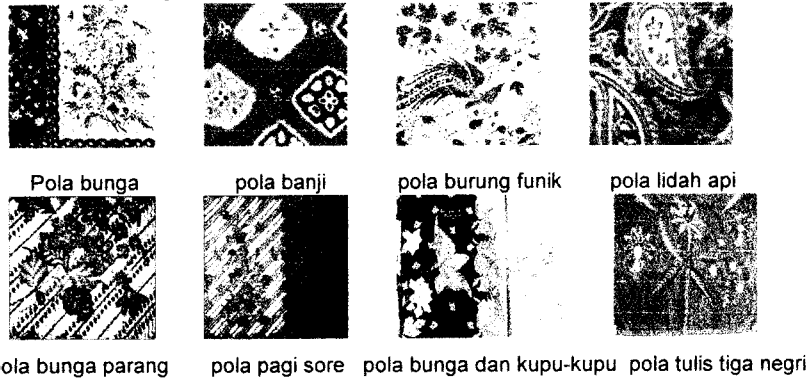 Pola bunga pola banji pola burung funik pola lidah api
ola bunga parang pola pagi sore pola bunga dan kupu-kupu pola tulis tiga negri